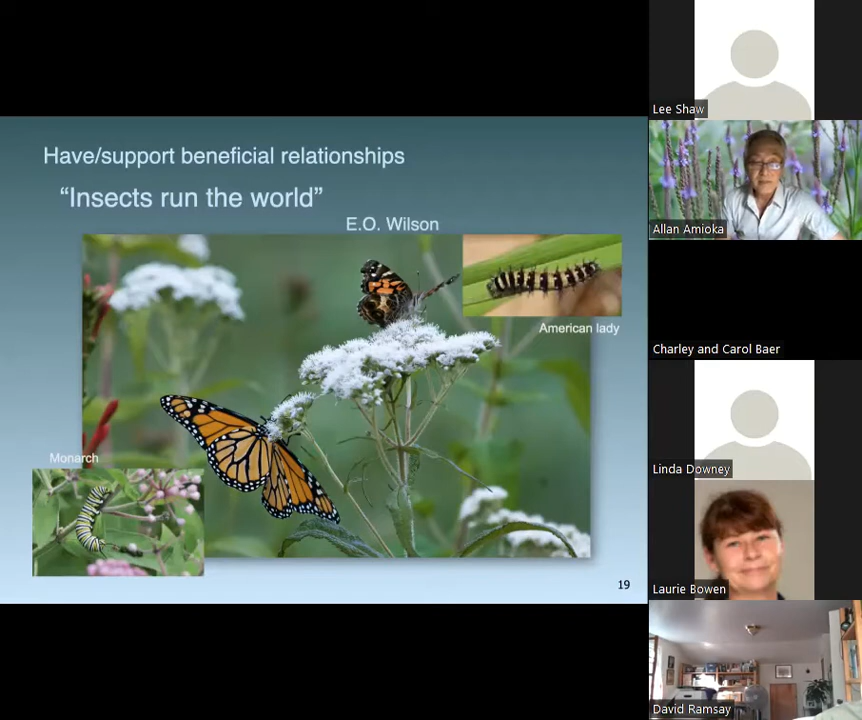 Have/support beneficial relationships
“Insects run the world”
E.O. Wilson
American lady
Monarch
19
Lee Shaw
Allan Amioka
Charley and Carol Baer
Linda Downey
Laurie Bowen
David Ramsay